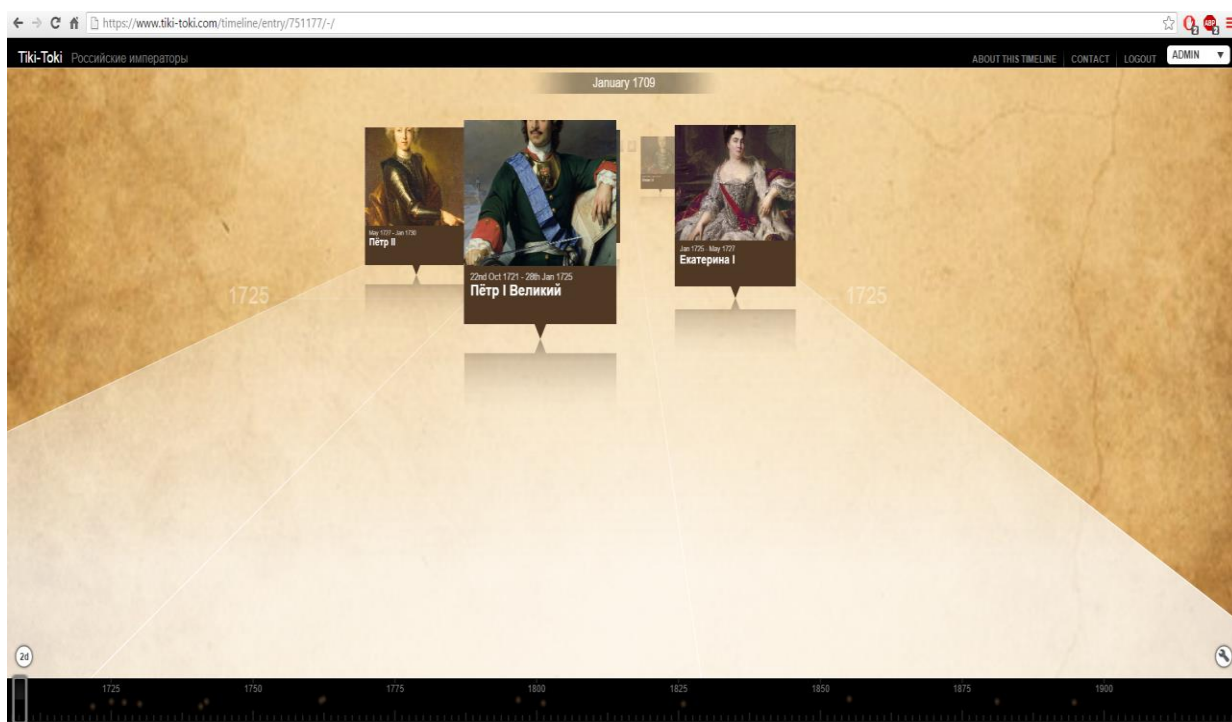 https://www.tiki-toki.com/timeline/entry/751177/-/
Tiki-Toki Российские императоры
ABOUT THIS TIMELINE CONTACT LOGOUT ADMIN
January 1709
May 1727 - Jan 1730
Пётр II
22nd Oct 1721 - 28th Jan 1725
Пётр I Великий
Jan 1725 - May 1727
Екатерина I
1725 1725
2d
1725 1750 1775 1800 1825 1850 1875 1900